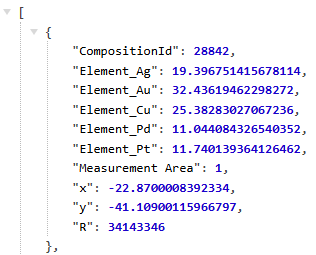 [
{
"CompositionId": 28842,
"Element_Ag": 19.396751415678114,
"Element_Au": 32.43619462298272,
"Element_Cu": 25.38283027067236,
"Element_Pd": 11.044084326540352,
"Element_Pt": 11.740139364126462,
"Measurement Area": 1,
"x": -22.8700008392334,
"y": -41.10900115966797,
"R": 34143346
},